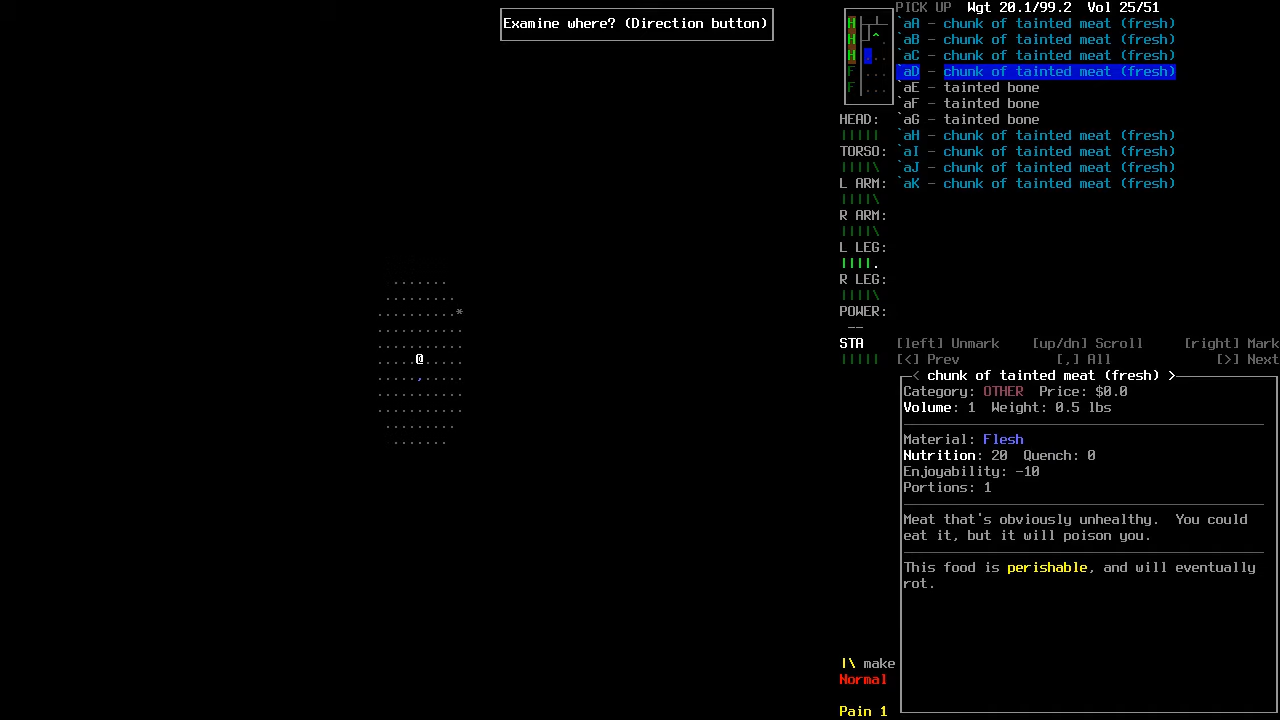 Examine where? (Direction button)
PICK UP  Wgt 20.1/99.2  Vol 25/51
`aA - chunk of tainted meat (fresh)
`aB - chunk of tainted meat (fresh)
`aC - chunk of tainted meat (fresh)
`aD - chunk of tainted meat (fresh)
`aE - tainted bone
`aF - tainted bone
`aG - tainted bone
`aH - chunk of tainted meat (fresh)
`aI - chunk of tainted meat (fresh)
`aJ - chunk of tainted meat (fresh)
`aK - chunk of tainted meat (fresh)
H
H ^
H
F
F
HEAD:
|||||
TORSO:
||||\
L ARM:
||||\
R ARM:
||||\
L LEG:
||||.
R LEG:
||||\
POWER:
--
STA
|||||
[left] Unmark  [up/dn] Scroll  [right] Mark
[<] Prev  [,] All  [>] Next
< chunk of tainted meat (fresh) >
Category: OTHER  Price: $0.0
Volume: 1  Weight: 0.5 lbs
Material: Flesh
Nutrition: 20  Quench: 0
Enjoyability: -10
Portions: 1
Meat that's obviously unhealthy.  You could
eat it, but it will poison you.
This food is perishable, and will eventually
rot.
*
@
,
|\ make
Normal
Pain 1